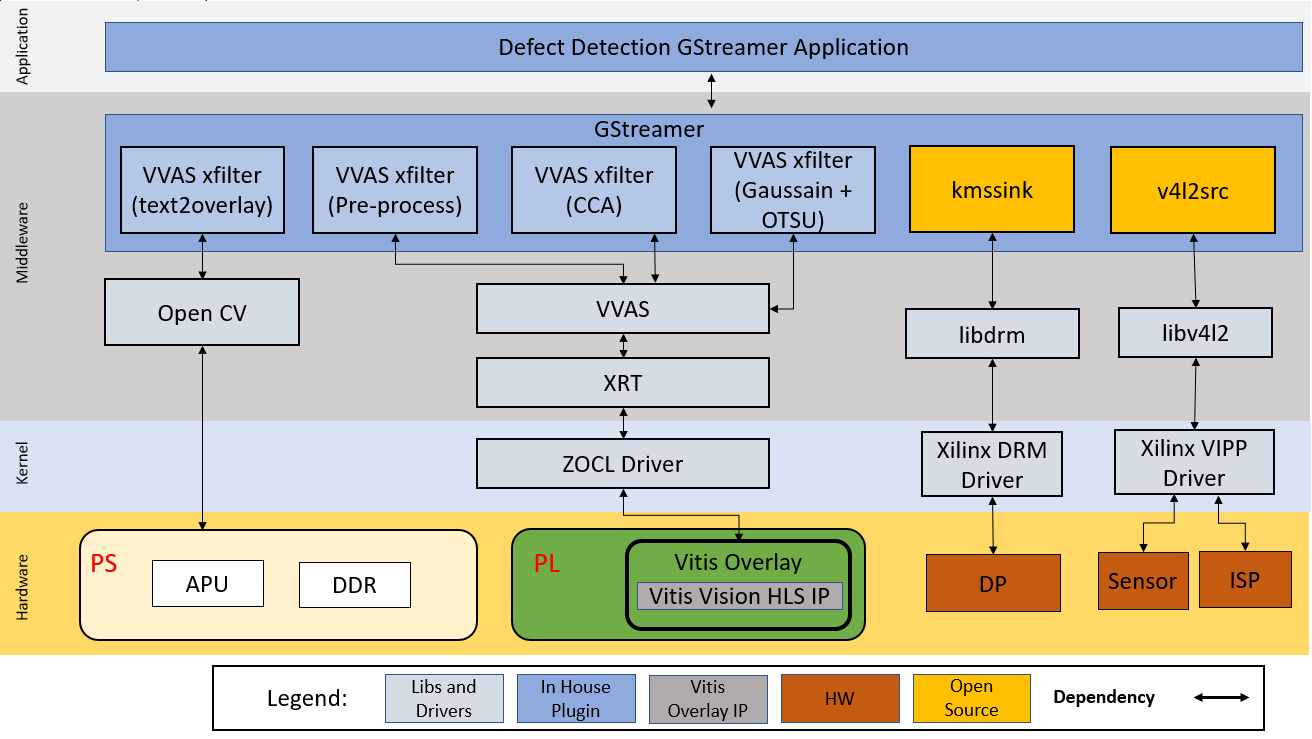 Application
Defect Detection GStreamer Application
Middleware
GStreamer
VVAS xfilter
(text2overlay)
VVAS xfilter
(Pre-process)
VVAS xfilter
(CCA)
VVAS xfilter
(Gaussain +
OTSU)
kmssink
v4l2src
Open CV
VVAS
libdrm
libv4l2
XRT
Kernel
ZOCL Driver
Xilinx DRM
Driver
Xilinx VIPP
Driver
Hardware
PS
APU
DDR
PL
Vitis Overlay
Vitis Vision HLS IP
DP
Sensor
ISP
Legend:
Libs and
Drivers
In House
Plugin
Vitis
Overlay IP
HW
Open
Source
Dependency